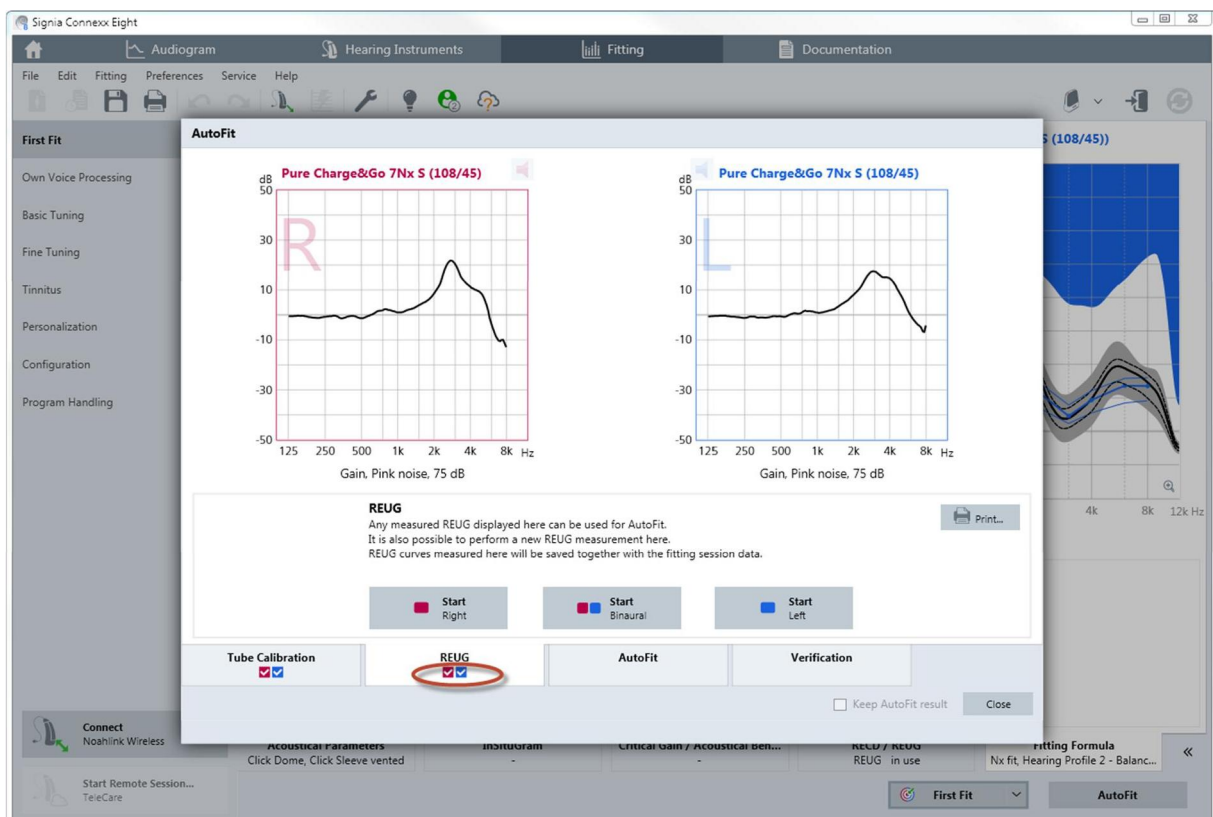 Signia Connexx Eight
Audiogram
Hearing Instruments
Fitting
Documentation
File Edit Fitting Preferences Service Help
First Fit
Own Voice Processing
Basic Tuning
Fine Tuning
Tinnitus
Personalization
Configuration
Program Handling
AutoFit
S (108/45))
dB
Pure Charge&Go 7Nx S (108/45)
R
50
30
10
-10
-30
-50
125 250 500 1k 2k 4k 8k Hz
Gain, Pink noise, 75 dB
dB
Pure Charge&Go 7Nx S (108/45)
L
50
30
10
-10
-30
-50
125 250 500 1k 2k 4k 8k Hz
Gain, Pink noise, 75 dB
4k 8k 12k Hz
REUG
Any measured REUG displayed here can be used for AutoFit.
It is also possible to perform a new REUG measurement here.
REUG curves measured here will be saved together with the fitting session data.
Print...
Start
Right
Start
Binaural
Start
Left
Tube Calibration
REUG
AutoFit
Verification
Keep AutoFit result
Close
Connect
Noahlink Wireless
Acoustical Parameters
Click Dome, Click Sleeve vented
InSituGram
-
Critical Gain / Acoustical Ben...
-
RECD / REUG
REUG in use
Fitting Formula
Nx fit, Hearing Profile 2 - Balanc...
«
Start Remote Session...
TeleCare
First Fit
AutoFit